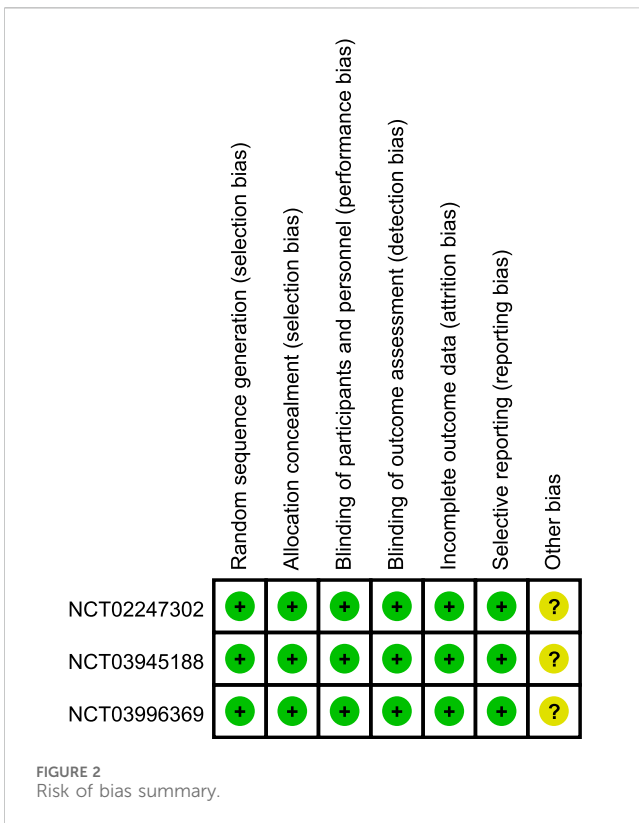 Random sequence generation (selection bias)
Allocation concealment (selection bias)
Blinding of participants and personnel (performance bias)
Blinding of outcome assessment (detection bias)
Incomplete outcome data (attrition bias)
Selective reporting (reporting bias)
Other bias
NCT02247302 + + + + + + ?
NCT03945188 + + + + + + ?
NCT03996369 + + + + + + ?
FIGURE 2
Risk of bias summary.